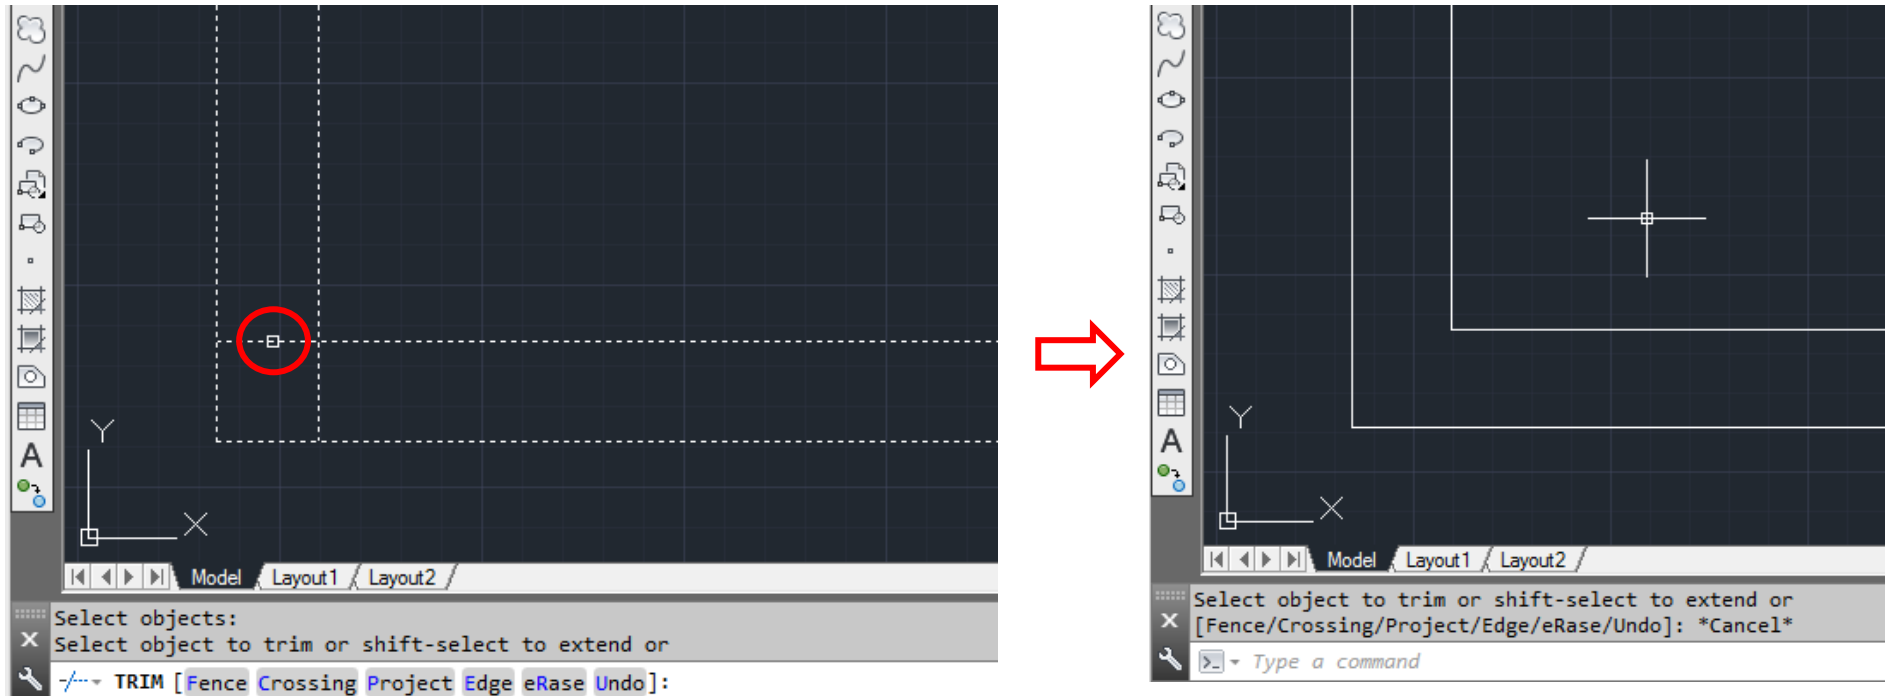 Y
A
X
Model Layout1 Layout2
Select objects:
Select object to trim or shift-select to extend or
TRIM [Fence Crossing Project Edge eRase Undo]:
Y
A
X
Model Layout1 Layout2
Select object to trim or shift-select to extend or
[Fence/Crossing/Project/Edge/eRase/Undo]: *Cancel*
Type a command